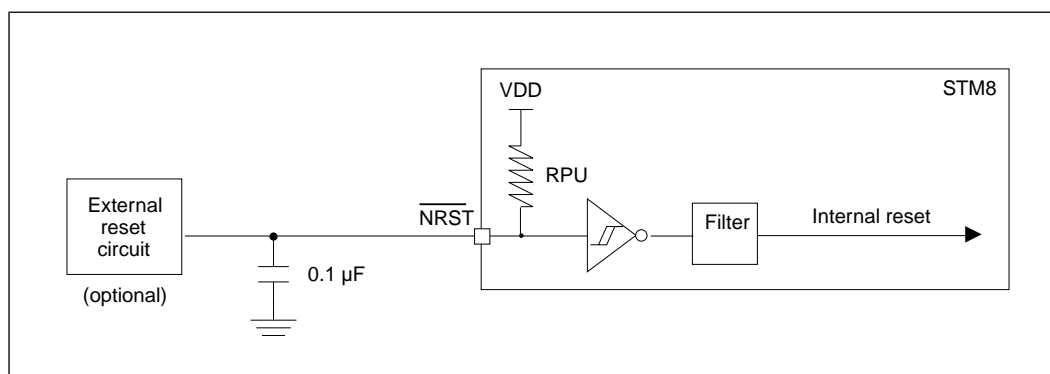 STM8
VDD
RPU
External
reset
circuit
(optional)
NRST
0.1 µF
Filter
Internal reset